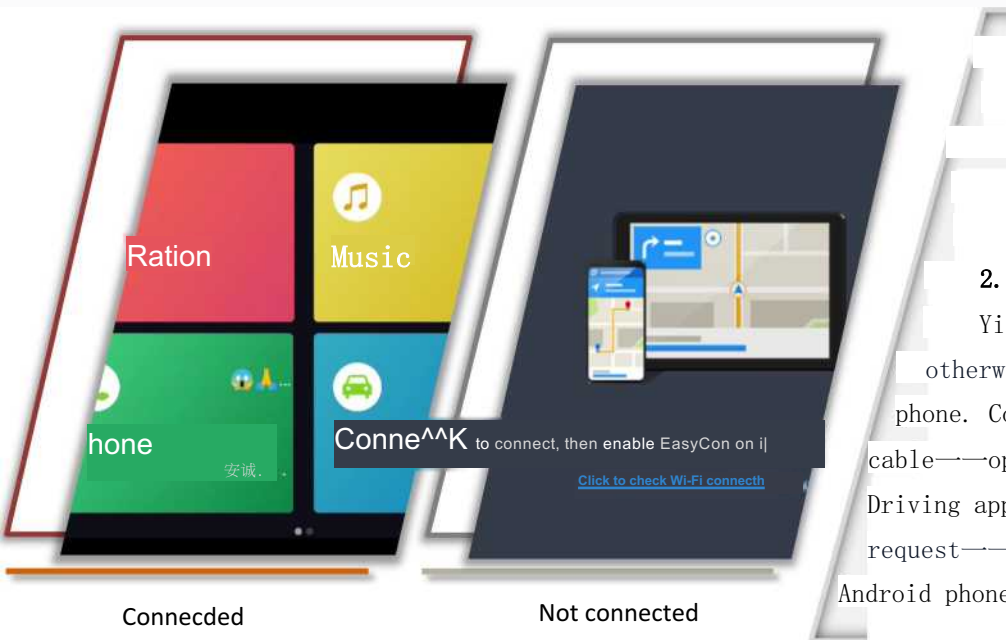 Ration
Music
hone
安诚.
Conne^^K to connect, then enable EasyCon on i|
Click to check Wi-Fi connecth
Connecded
Not connected
2.
Yi
otherw
phone. Co
cable一一op
Driving app
request一一
Android phone